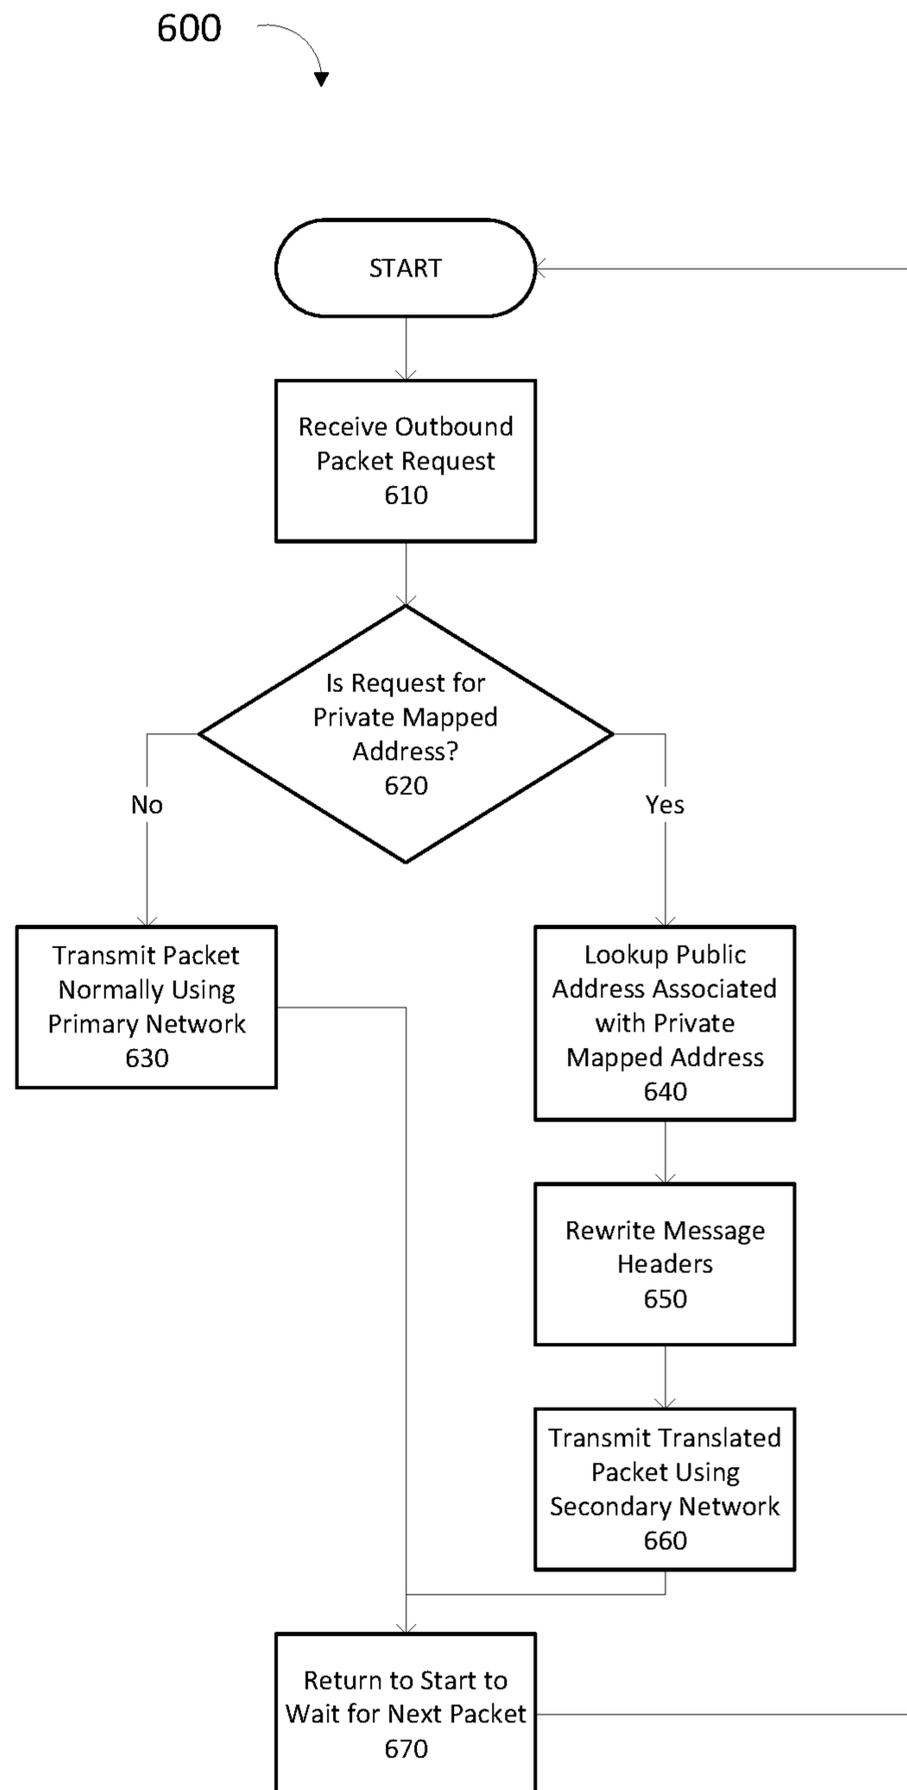 600
START
Receive Outbound
Packet Request
610
Is Request for
Private Mapped
Address?
620
No
Yes
Transmit Packet
Normally Using
Primary Network
630
Lookup Public
Address Associated
with Private
Mapped Address
640
Rewrite Message
Headers
650
Transmit Translated
Packet Using
Secondary Network
660
Return to Start to
Wait for Next Packet
670